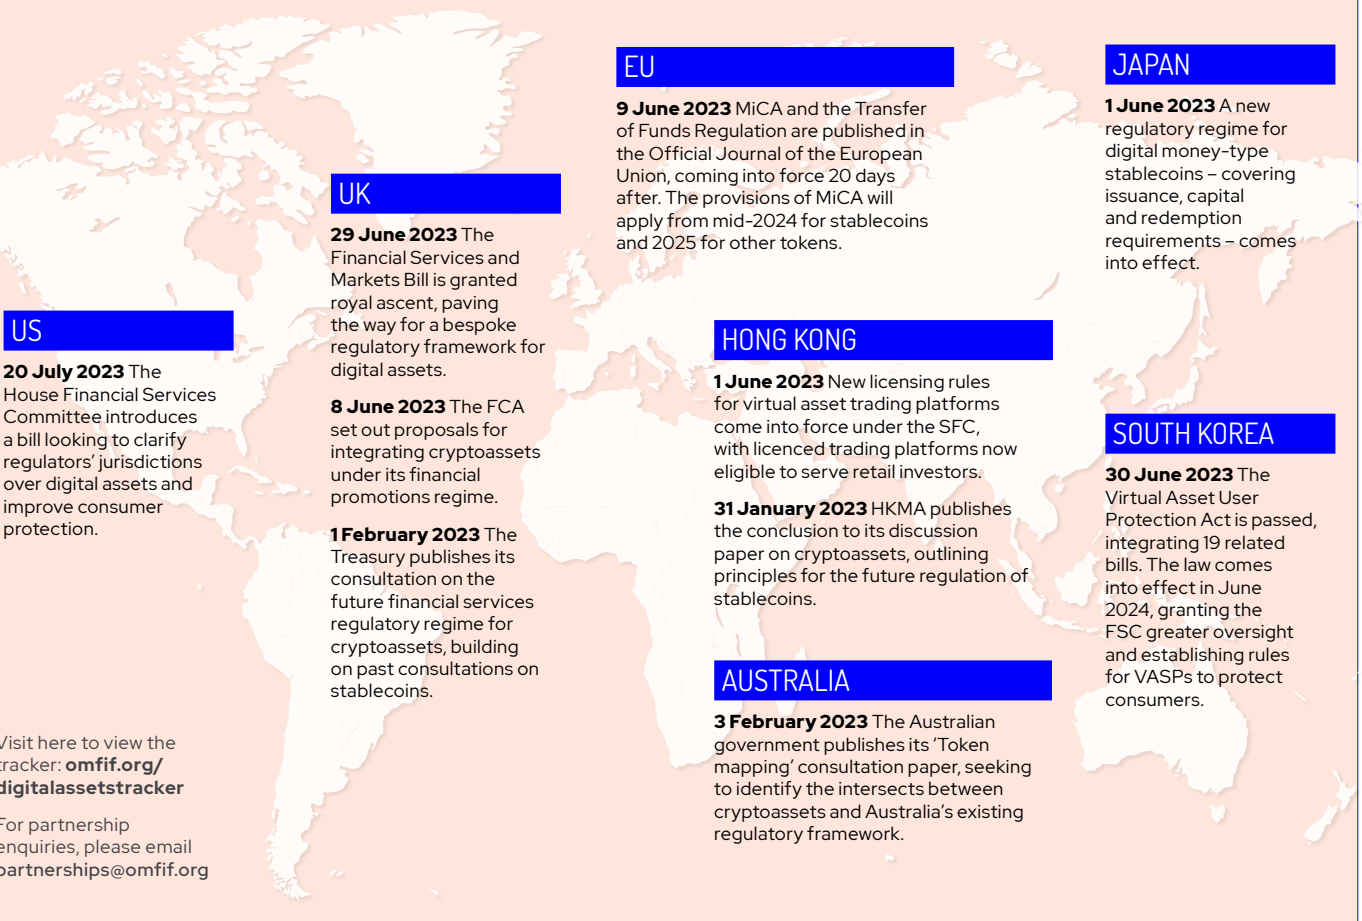 US
20 July 2023 The
House Financial Services
Committee introduces
a bill looking to clarify
regulators’ jurisdictions
over digital assets and
improve consumer
protection.
Visit here to view the
tracker: omfif.org/
digitalassetstracker
For partnership
enquiries, please email
partnerships@omfif.org
UK
29 June 2023 The
Financial Services and
Markets Bill is granted
royal ascent, paving
the way for a bespoke
regulatory framework for
digital assets.
8 June 2023 The FCA
set out proposals for
integrating cryptoassets
under its financial
promotions regime.
1 February 2023 The
Treasury publishes its
consultation on the
future financial services
regulatory regime for
cryptoassets, building
on past consultations on
stablecoins.
EU
9 June 2023 MiCA and the Transfer
of Funds Regulation are published in
the Official Journal of the European
Union, coming into force 20 days
after. The provisions of MiCA will
apply from mid-2024 for stablecoins
and 2025 for other tokens.
HONG KONG
1 June 2023 New licensing rules
for virtual asset trading platforms
come into force under the SFC,
with licenced trading platforms now
eligible to serve retail investors.
31 January 2023 HKMA publishes
the conclusion to its discussion
paper on cryptoassets, outlining
principles for the future regulation of
stablecoins.
AUSTRALIA
3 February 2023 The Australian
government publishes its ‘Token
mapping’ consultation paper, seeking
to identify the intersects between
cryptoassets and Australia’s existing
regulatory framework.
JAPAN
1 June 2023 A new
regulatory regime for
digital money-type
stablecoins – covering
issuance, capital
and redemption
requirements – comes
into effect.
SOUTH KOREA
30 June 2023 The
Virtual Asset User
Protection Act is passed,
integrating 19 related
bills. The law comes
into effect in June
2024, granting the
FSC greater oversight
and establishing rules
for VASPs to protect
consumers.